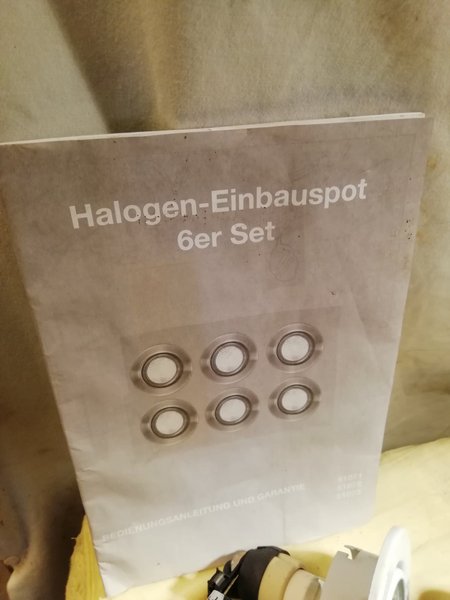 Halogen-Einbauspot
6er Set
BEDIENUNGSANLEITUNG UND GARANTIE